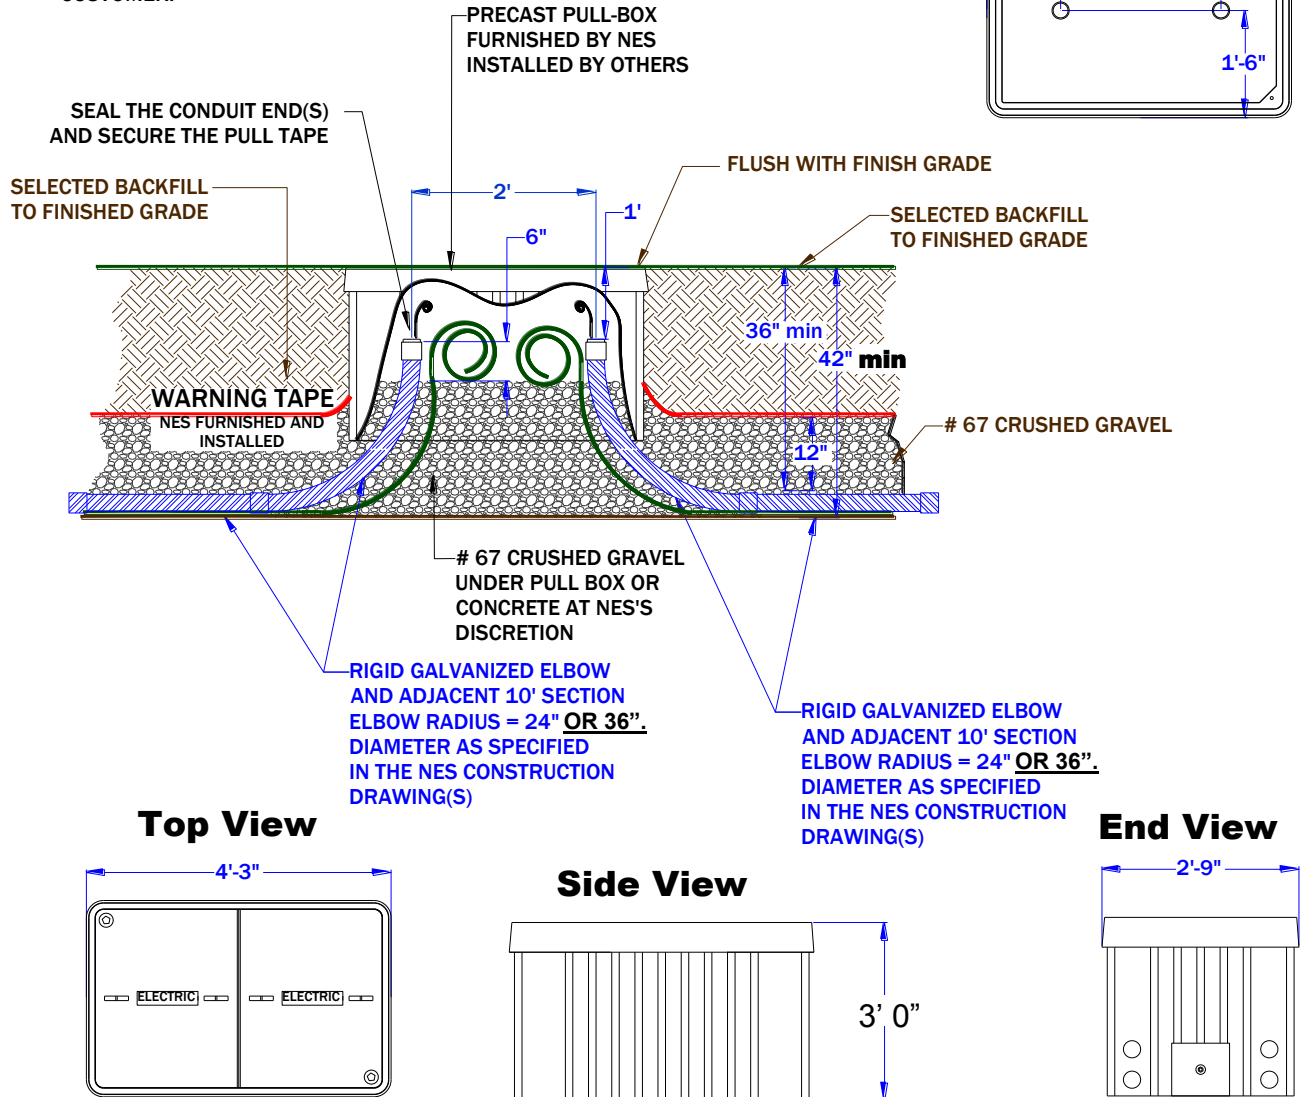 PRECAST PULL-BOX
FURNISHED BY NES
INSTALLED BY OTHERS
1'-6"
SEAL THE CONDUIT END(S)
AND SECURE THE PULL TAPE
FLUSH WITH FINISH GRADE
SELECTED BACKFILL
TO FINISHED GRADE
2'
1'
6"
SELECTED BACKFILL
TO FINISHED GRADE
36" min
42" min
WARNING TAPE
NES FURNISHED AND
INSTALLED
12"
# 67 CRUSHED GRAVEL
# 67 CRUSHED GRAVEL
UNDER PULL BOX OR
CONCRETE AT NES'S
DISCRETION
RIGID GALVANIZED ELBOW
AND ADJACENT 10' SECTION
ELBOW RADIUS = 24" OR 36”.
DIAMETER AS SPECIFIED
IN THE NES CONSTRUCTION
DRAWING(S)
RIGID GALVANIZED ELBOW
AND ADJACENT 10' SECTION
ELBOW RADIUS = 24" OR 36”.
DIAMETER AS SPECIFIED
IN THE NES CONSTRUCTION
DRAWING(S)
Top View
4'-3"
ELECTRIC
ELECTRIC
Side View
3’ 0”
End View
2'-9"